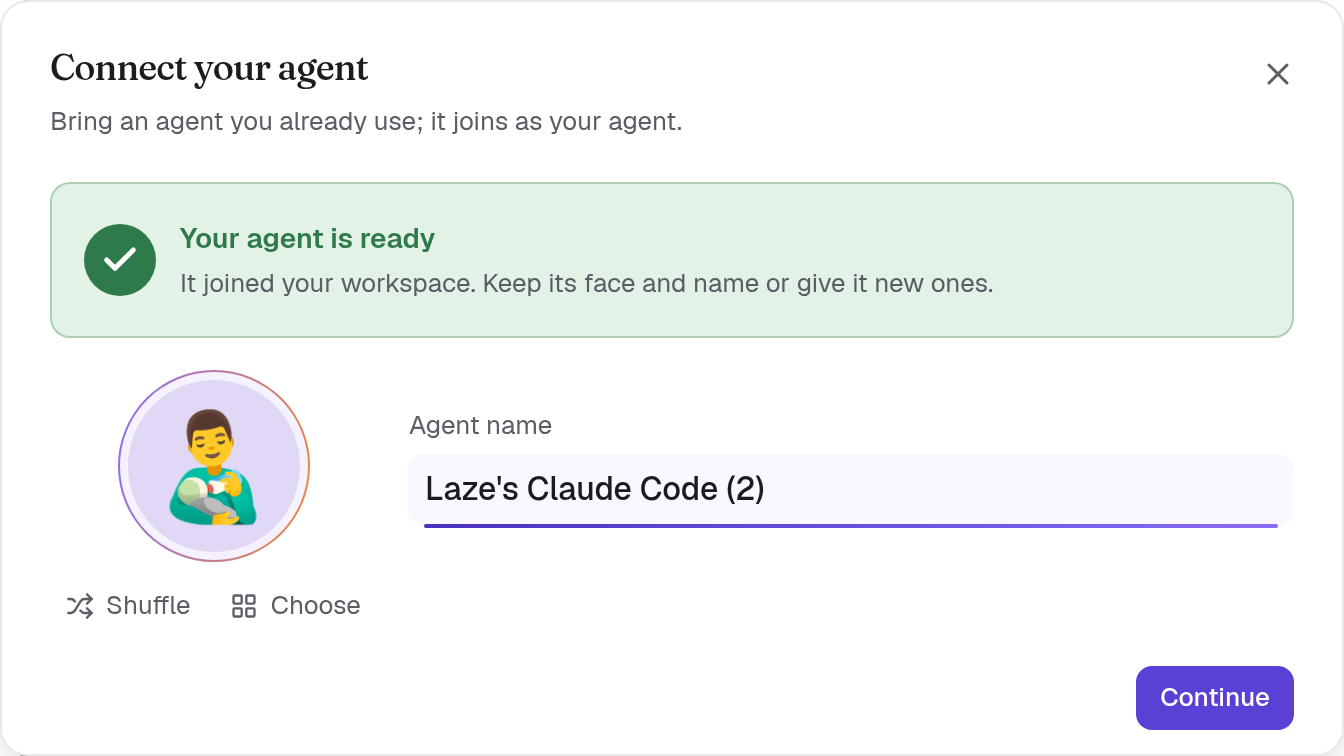 Connect your agent
Bring an agent you already use; it joins as your agent.
Your agent is ready
It joined your workspace. Keep its face and name or give it new ones.
Agent name
Laze's Claude Code (2)
Shuffle
Choose
Continue